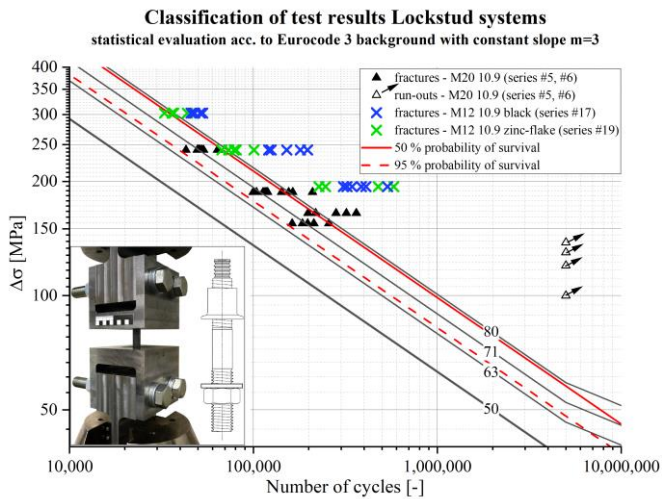 Classification of test results Lockstud systems
statistical evaluation acc. to Eurocode 3 background with constant slope m=3
400
300
250
200
150
100
50
Δσ [MPa]
fractures - M20 10.9 (series #5, #6)
run-outs - M20 10.9 (series #5, #6)
fractures - M12 10.9 black (series #17)
fractures - M12 10.9 zinc-flake (series #19)
50 % probability of survival
95 % probability of survival
80
71
63
50
10,000
100,000
1,000,000
10,000,000
Number of cycles [-]